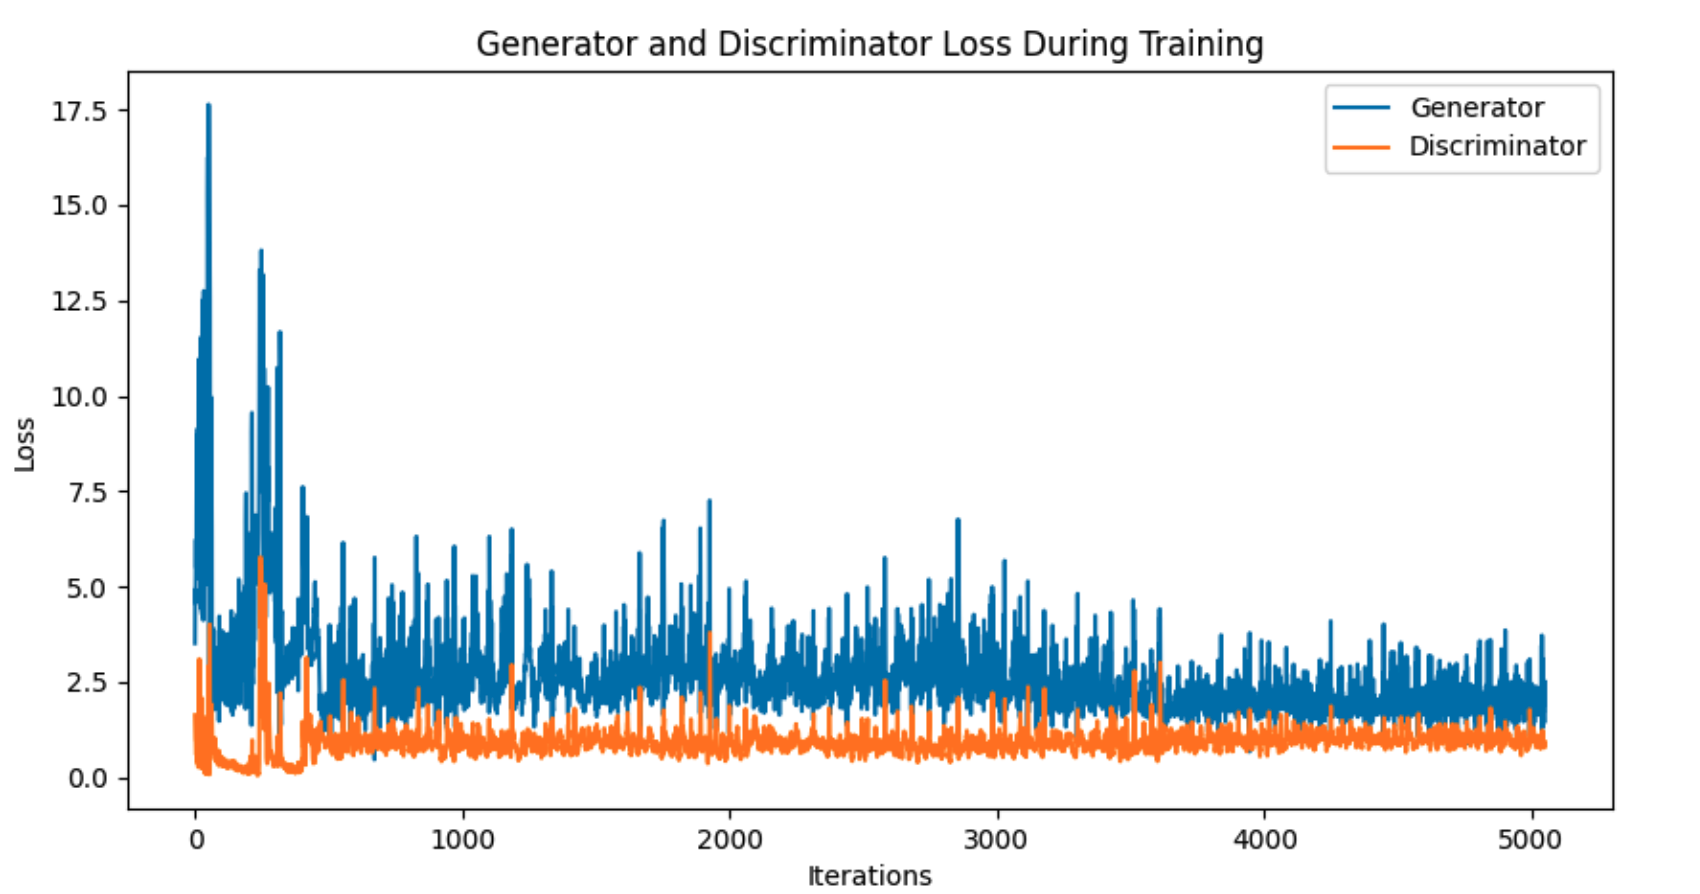 Generator and Discriminator Loss During Training
Generator
Discriminator
17.5
15.0
12.5
10.0
7.5
5.0
2.5
0.0
Loss
0
1000
2000
3000
4000
5000
Iterations